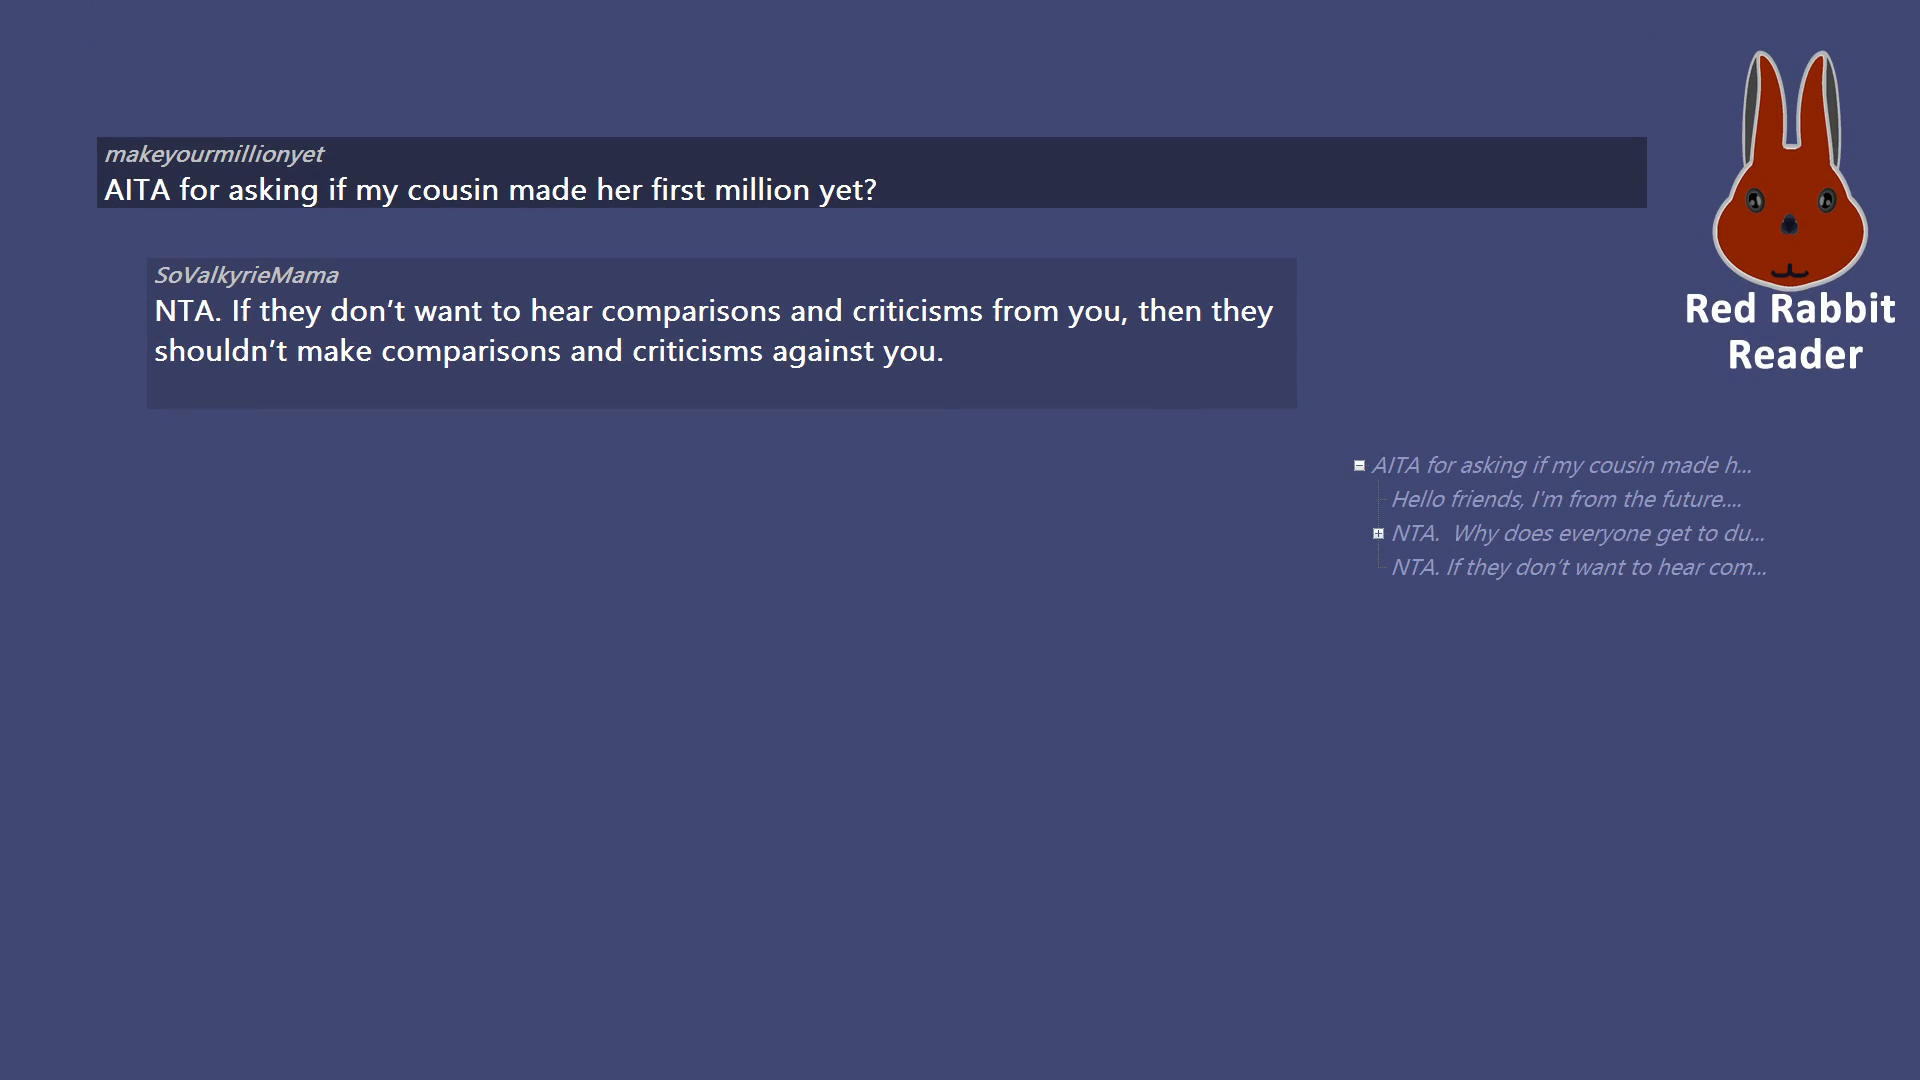 makeyourmillionyet
AITA for asking if my cousin made her first million yet?
SoValkyrieMama
NTA. If they don’t want to hear comparisons and criticisms from you, then they
shouldn’t make comparisons and criticisms against you.
Red Rabbit
Reader
AITA for asking if my cousin made h...
Hello friends, I'm from the future....
NTA.  Why does everyone get to du...
NTA. If they don’t want to hear com...